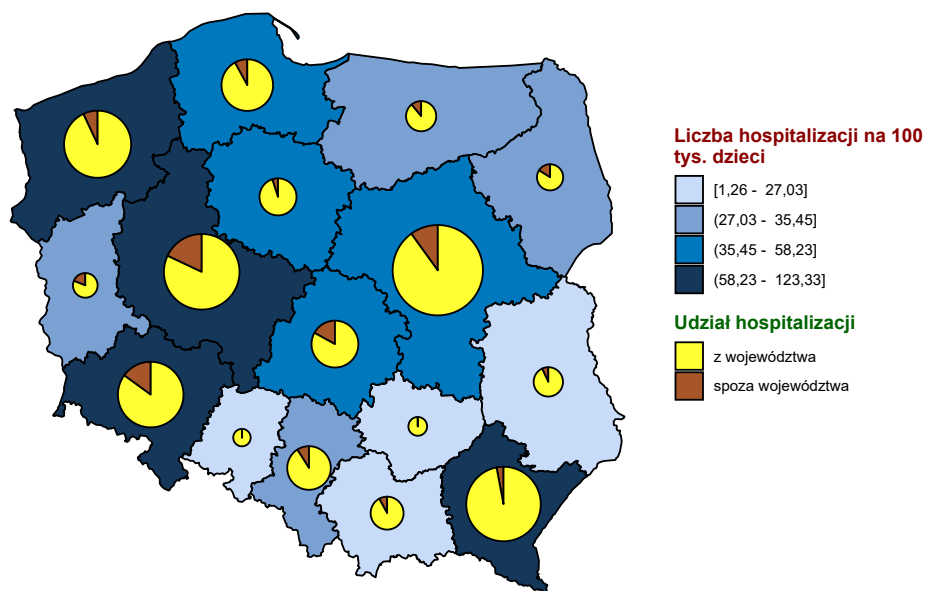 Liczba hospitalizacji na 100
tys. dzieci
[1,26 - 27,03]
(27,03 - 35,45]
(35,45 - 58,23]
(58,23 - 123,33]
Udział hospitalizacji
z województwa
spoza województwa